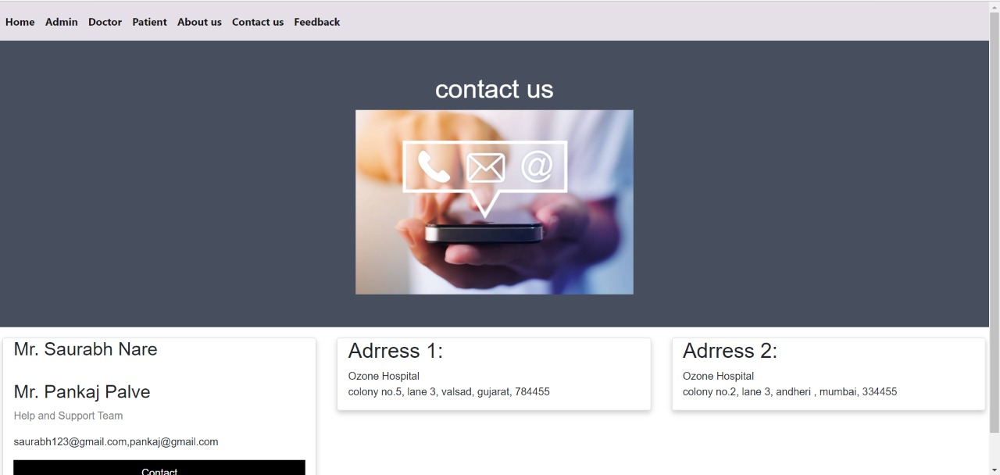 Home Admin Doctor Patient About us Contact us Feedback
contact us
@
Mr. Saurabh Nare
Mr. Pankaj Palve
Help and Support Team
saurabh123@gmail.com,pankaj@gmail.com
Contact
Adrress 1:
Ozone Hospital
colony no.5, lane 3, valsad, gujarat, 784455
Adrress 2:
Ozone Hospital
colony no.2, lane 3, andheri , mumbai, 334455